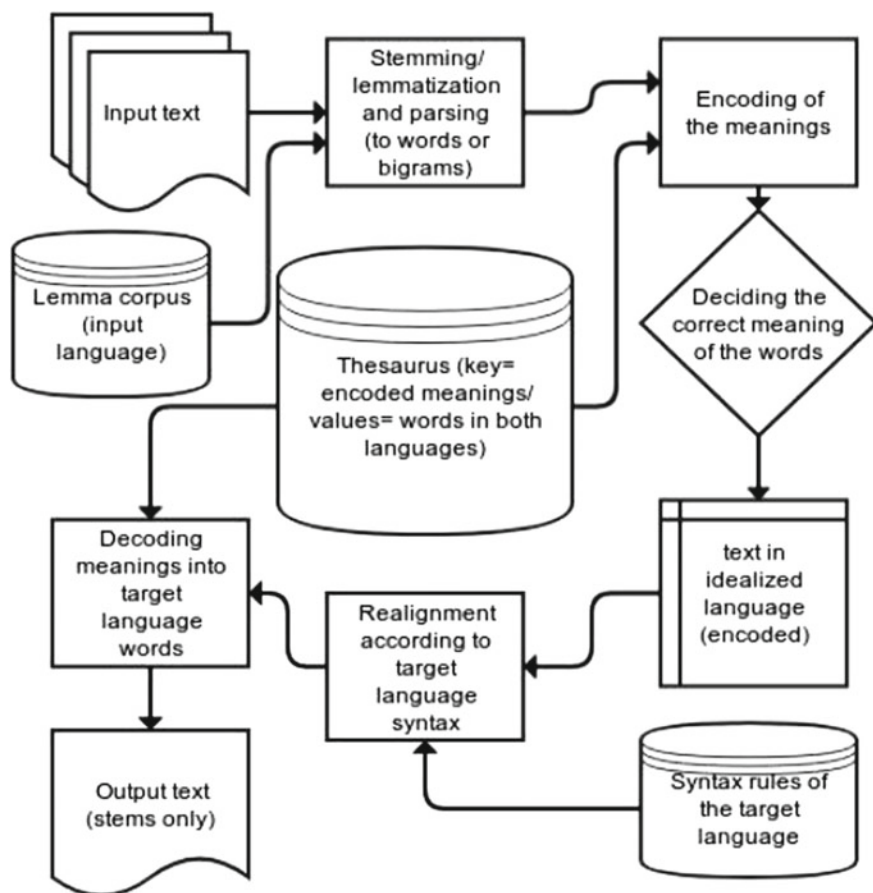 Input text
Stemming/
lemmatization
and parsing
(to words or
bigrams)
Encoding of
the meanings
Lemma corpus
(input
language)
Thesaurus (key=
encoded meanings/
values= words in both
languages)
Deciding the
correct meaning
of the words
Decoding
meanings into
target
language
words
Realignment
according to
target
language
syntax
text in
idealized
language
(encoded)
Output text
(stems only)
Syntax rules of
the target
language